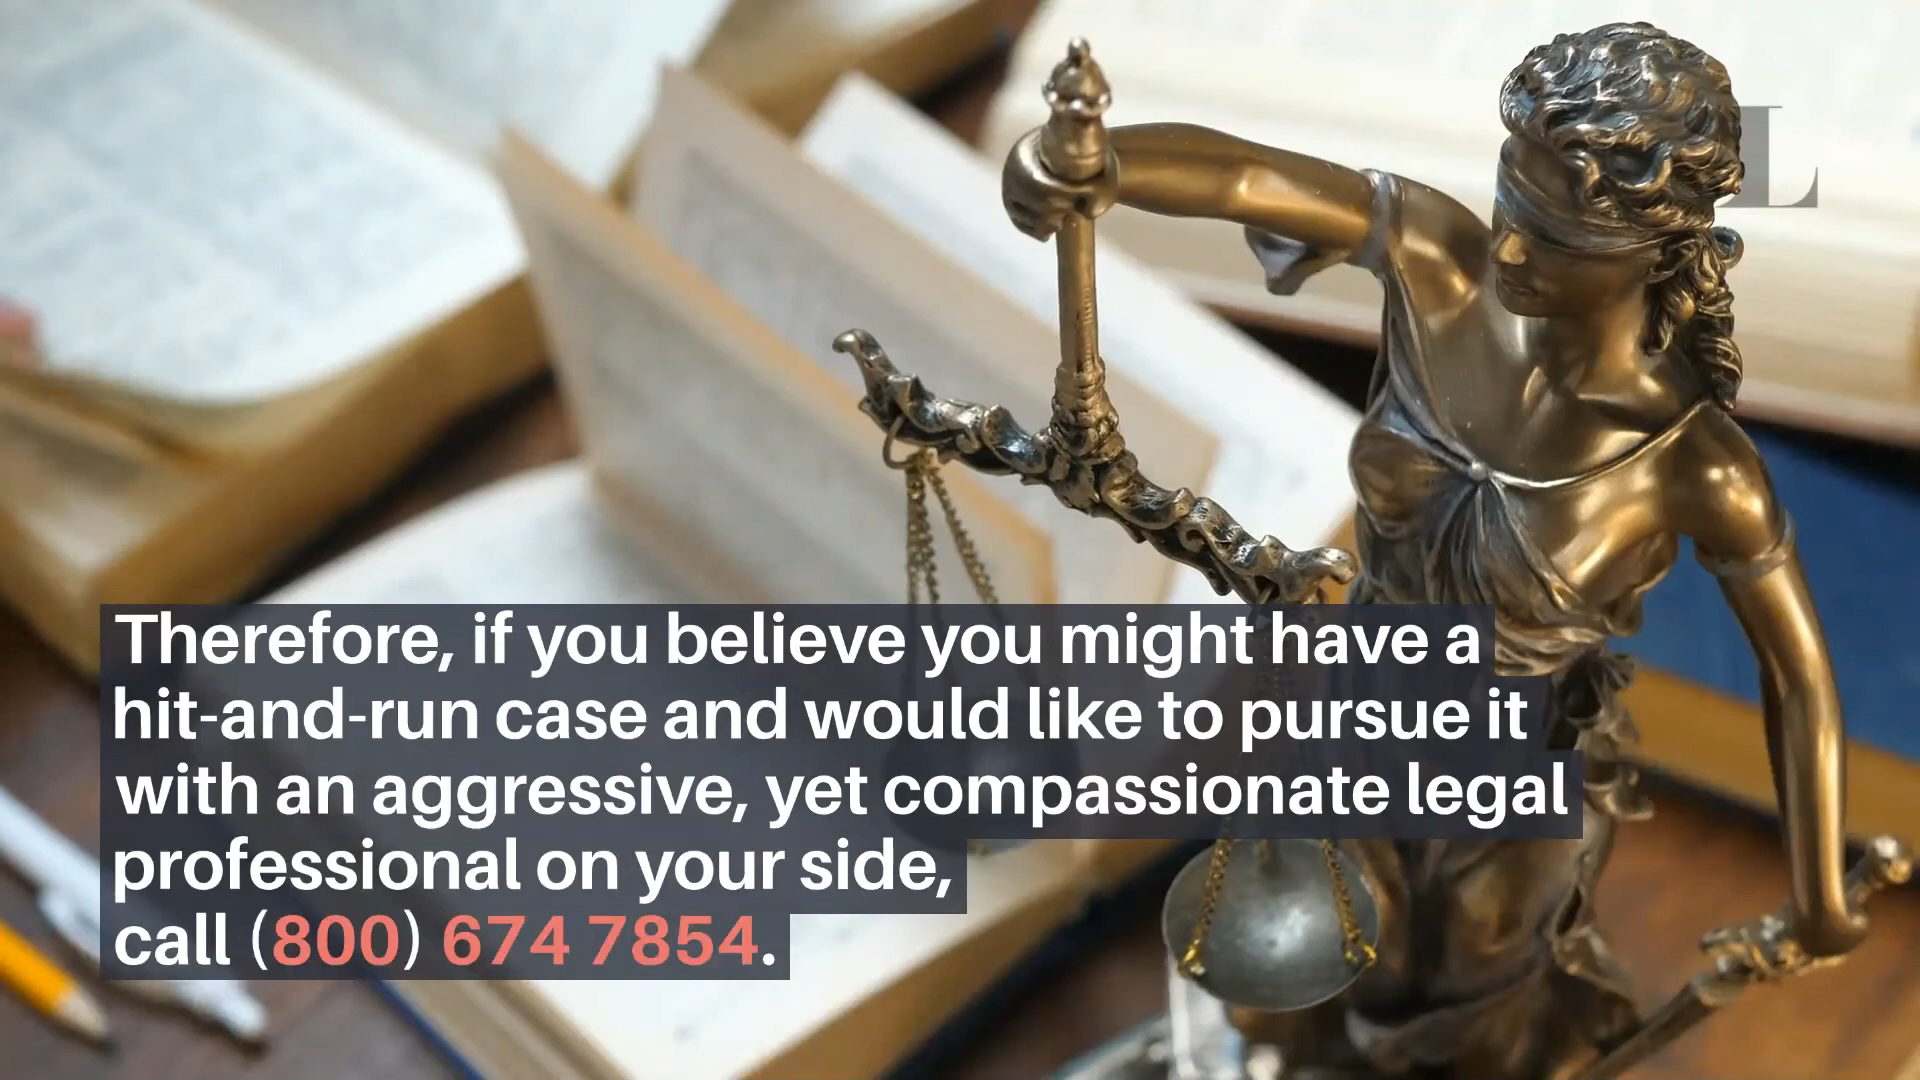 L
Therefore, if you believe you might have a
hit-and-run case and would like to pursue it
with an aggressive, yet compassionate legal
professional on your side,
call (800) 674 7854.